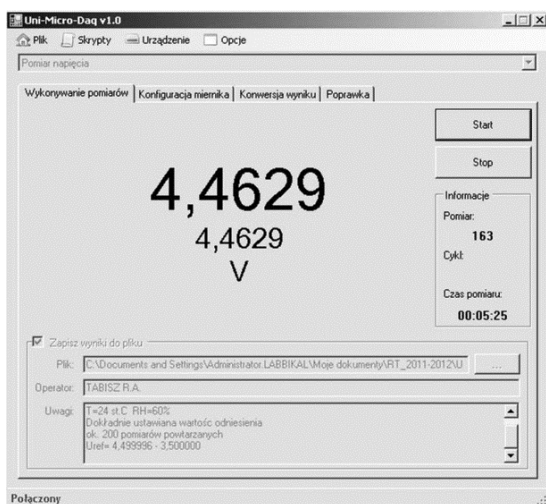 Uni-Micro-Daq v1.0
Plik Skrypty Urządzenie Opcje
Pomiar napięcia
Wykonywanie pomiarów Konfiguracja miernika Konwersja wyniku Poprawka
Start
Stop
4,4629
4,4629
V
Informacje
Pomiar:
163
Cykl:
Czas pomiaru:
00:05:25
Zapisz wyniki do pliku
Plik: C:\Documents and Settings\Administrator.LABBIKAL\Moje dokumenty\RT_2011-2012\U ...
Operator: TABISZ R.A.
Uwagi: T=24 st.C RH=60%
Dokładnie ustawiana wartośc odniesienia
ok. 200 pomiarów powtarzanych
Uref= 4,499996 - 3,500000
Połączony